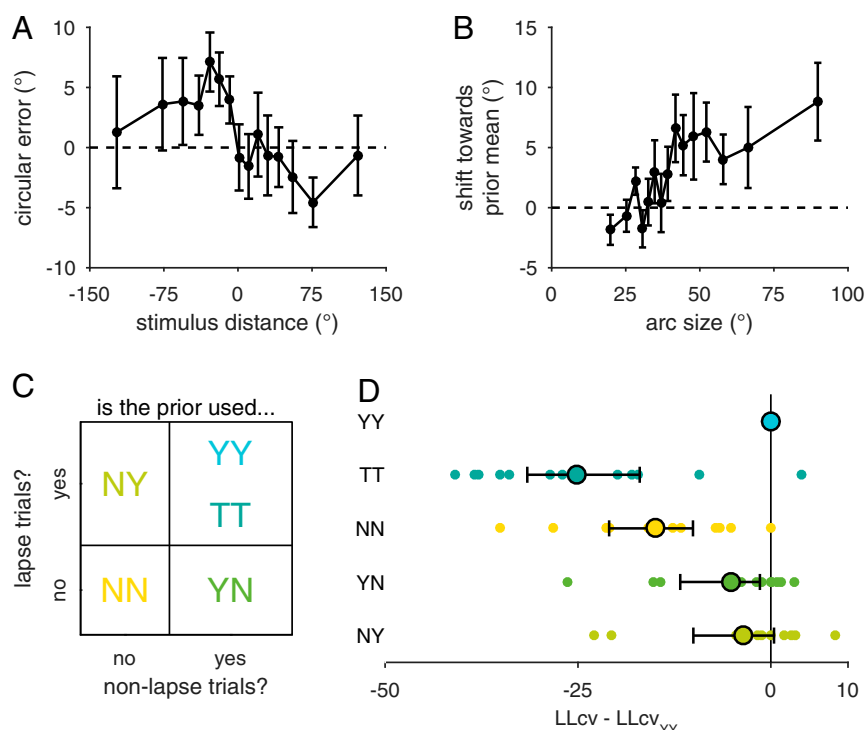 A
10
5
0
-5
-10
circular error (°)
-150 -75 0 75 150
stimulus distance (°)
B
15
10
5
0
-5
shift towards
prior mean (°)
0 25 50 75 100
arc size (°)
C
is the prior used...
lapse trials?
yes
no
NY
YY
TT
NN
YN
no yes
non-lapse trials?
D
YY
TT
NN
YN
NY
-50 -25 0 10
LLcv - LLcv